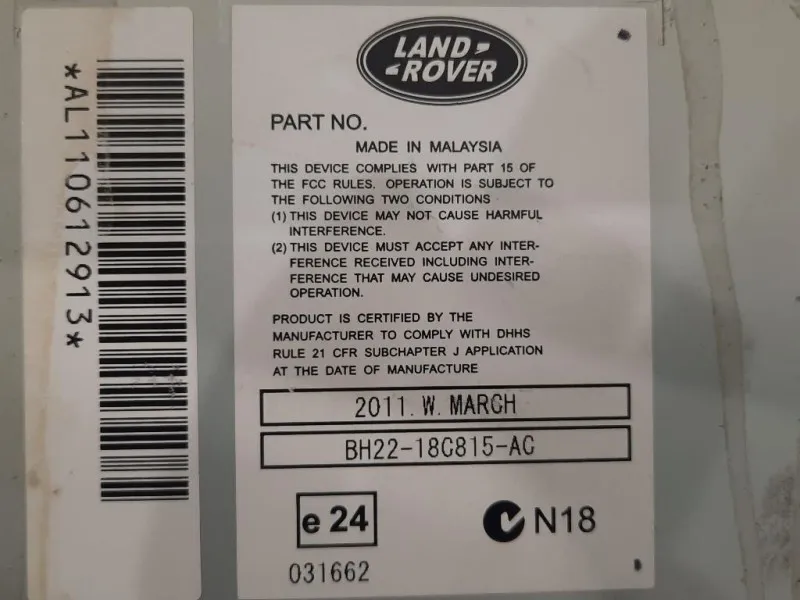 *AL110612913*
LAND
ROVER
PART NO.
MADE IN MALAYSIA
THIS DEVICE COMPLIES WITH PART 15 OF
THE FCC RULES. OPERATION IS SUBJECT TO
THE FOLLOWING TWO CONDITIONS
(1) THIS DEVICE MAY NOT CAUSE HARMFUL
INTERFERENCE.
(2) THIS DEVICE MUST ACCEPT ANY INTER-
FERENCE RECEIVED INCLUDING INTER-
FERENCE THAT MAY CAUSE UNDESIRED
OPERATION.
PRODUCT IS CERTIFIED BY THE
MANUFACTURER TO COMPLY WITH DHHS
RULE 21 CFR SUBCHAPTER J APPLICATION
AT THE DATE OF MANUFACTURE
2011. W. MARCH
BH22-18C815-AC
e 24
N18
031662